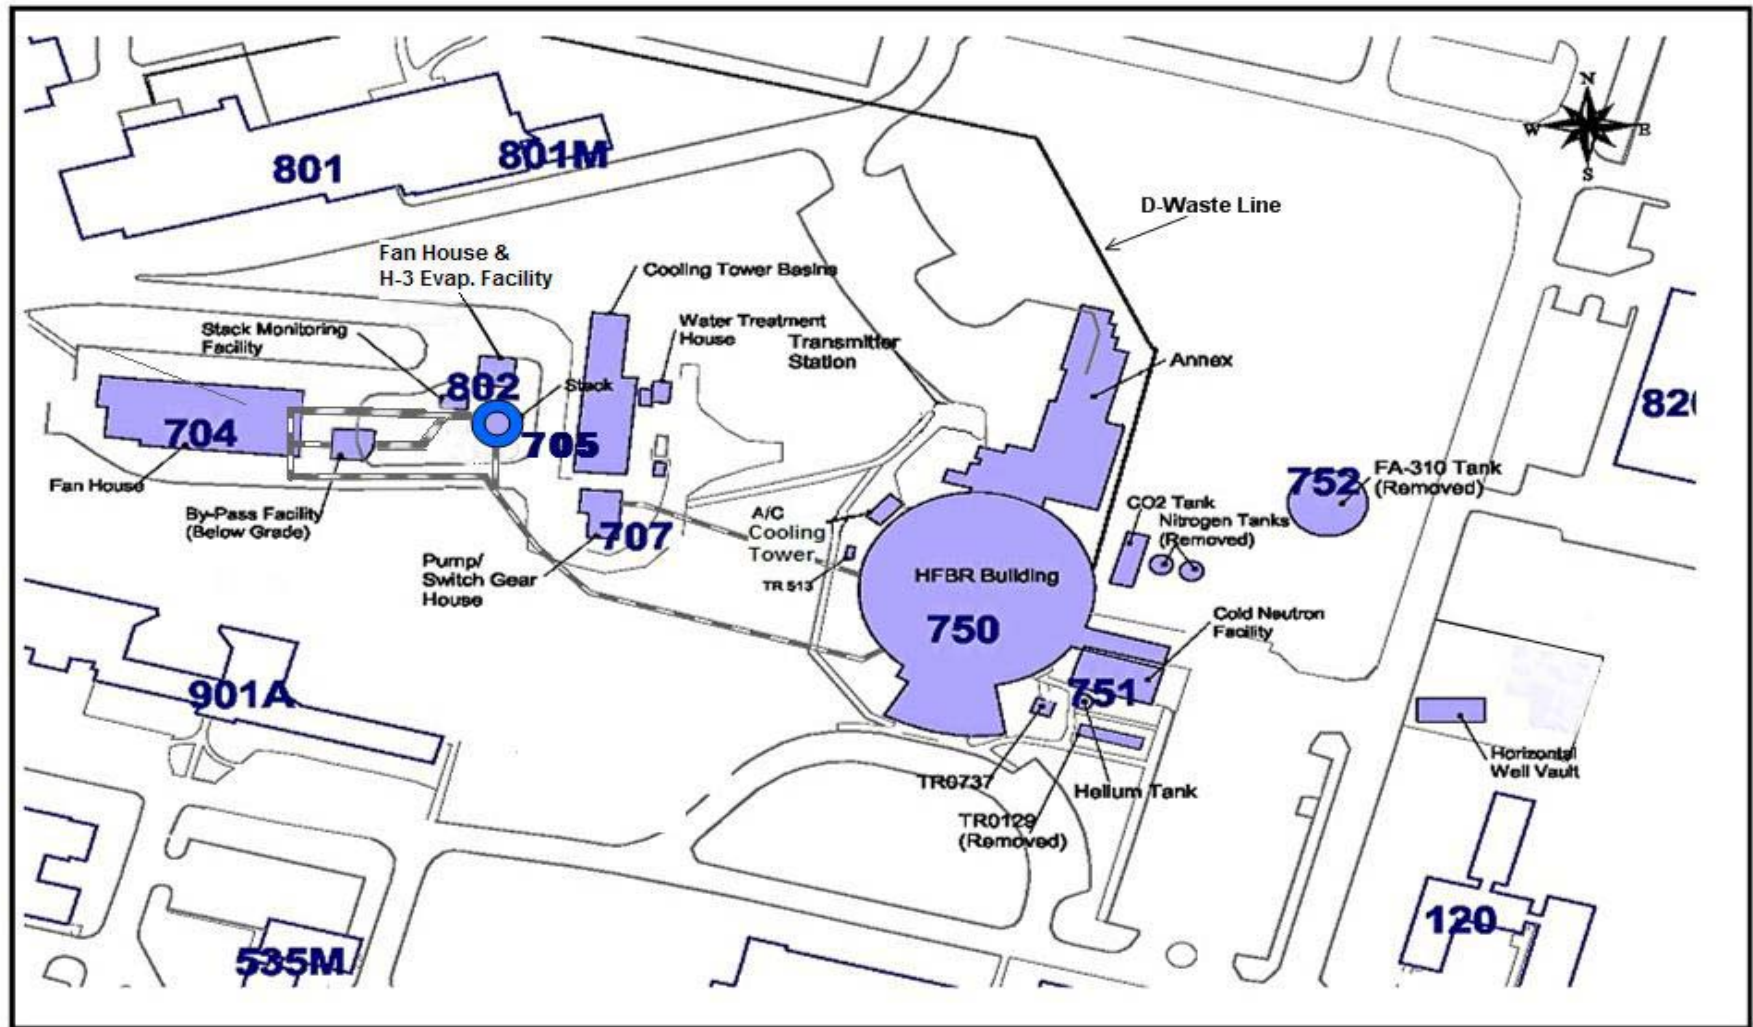 N
W E
S
801
801M
D-Waste Line
Fan House &
H-3 Evap. Facility
Cooling Tower Basins
Stack Monitoring
Facility
Water Treatment
House
Transmitter
Station
Annex
802
Stack
704
705
820
752
FA-310 Tank
(Removed)
Fan House
By-Pass Facility
(Below Grade)
707
A/C
Cooling
Tower
CO2 Tank
Nitrogen Tanks
(Removed)
Pump/
Switch Gear
House
TR 513
HFBR Building
750
Cold Neutron
Facility
901A
751
Horizontal
Well Vault
TR0737
Helium Tank
TR0129
(Removed)
120
535M